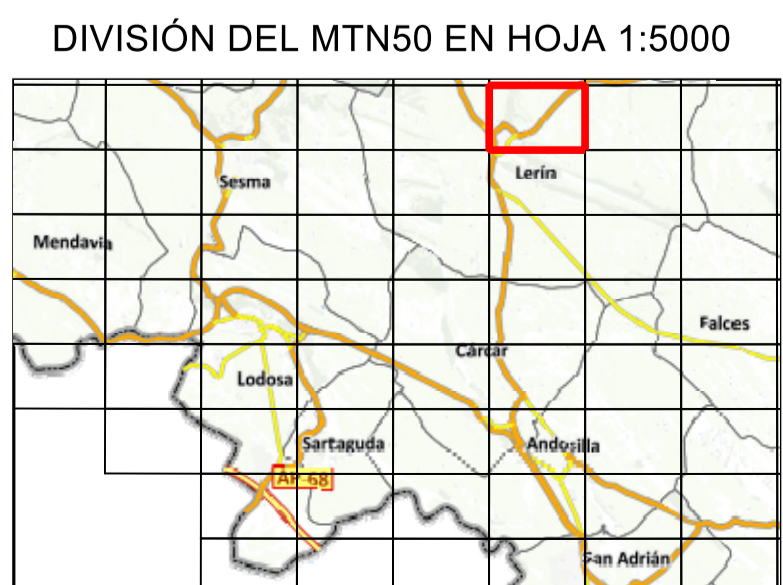 DIVISIÓN DEL MTN50 EN HOJA 1:5000
Lerín
Sesma
Mendavia
Falces
Cárcar
Lodosa
Sartaguda
Andosilla
AP-68
San Adrián